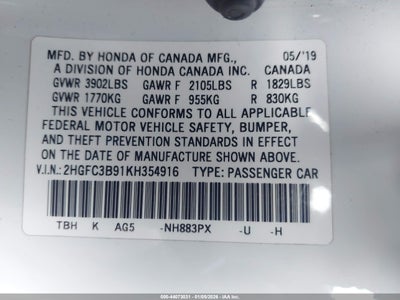 MFD. BY HONDA OF CANADA MFG., 05/'19
A DIVISION OF HONDA CANADA INC. CANADA
GVWR 3902LBS GAWR F 2105LBS R 1829LBS
GVWR 1770KG GAWR F 955KG R 830KG
THIS VEHICLE CONFORMS TO ALL APPLICABLE
FEDERAL MOTOR VEHICLE SAFETY, BUMPER,
AND THEFT PREVENTION STANDARDS IN EFFECT
ON THE DATE OF MANUFACTURE SHOWN ABOVE.
V.I.N.: 2HGFC3B91KH354916 TYPE: PASSENGER CAR
TBH K AG5 -NH883PX -U -H